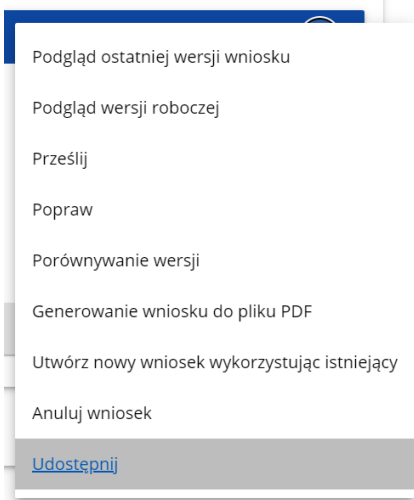 Podgląd ostatniej wersji wniosku
Podgląd wersji roboczej
Prześlij
Popraw
Porównywanie wersji
Generowanie wniosku do pliku PDF
Utwórz nowy wniosek wykorzystując istniejący
Anuluj wniosek
Udostępnij